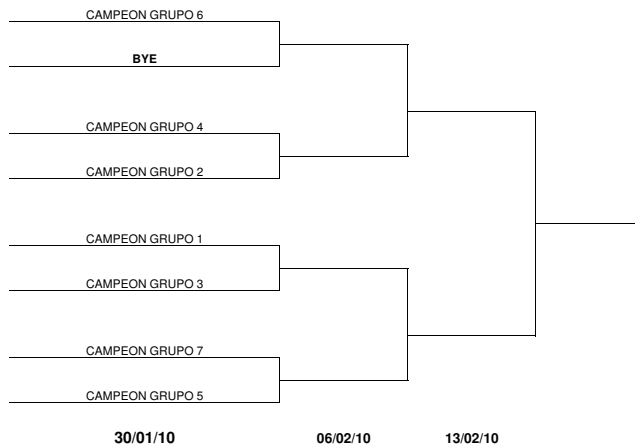 CAMPEON GRUPO 6
BYE
CAMPEON GRUPO 4
CAMPEON GRUPO 2
CAMPEON GRUPO 1
CAMPEON GRUPO 3
CAMPEON GRUPO 7
CAMPEON GRUPO 5
30/01/10 06/02/10 13/02/10